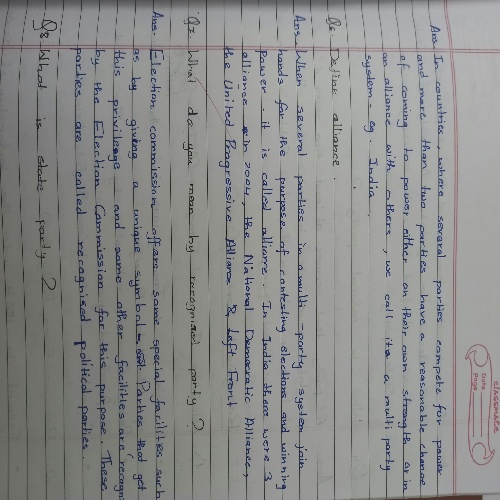 classmate
Date
Page
Ans. In countries, where several parties compete for power
and more than two parties have a reasonable chance
of coming to power either on their own strength or in
an alliance with others, we call it a multi party
system. eg. India.
Q6 Define alliance.
Ans. When several parties in a multi-party system join
hands for the purpose of contesting elections and winning
power. it is called alliance. In India there were 3
alliance in 2004, the National Democratic Alliance,
the United Progressive Alliance & Left Front
Q7 What do you mean by recognised party?
Ans. Election commission offers some special facilities such
as by giving a unique symbol. Parties that get
this privilege and some other facilities are recogn
by the Election Commission for this purpose. These
parties are called recognised political parties.
Q8 What is state party?